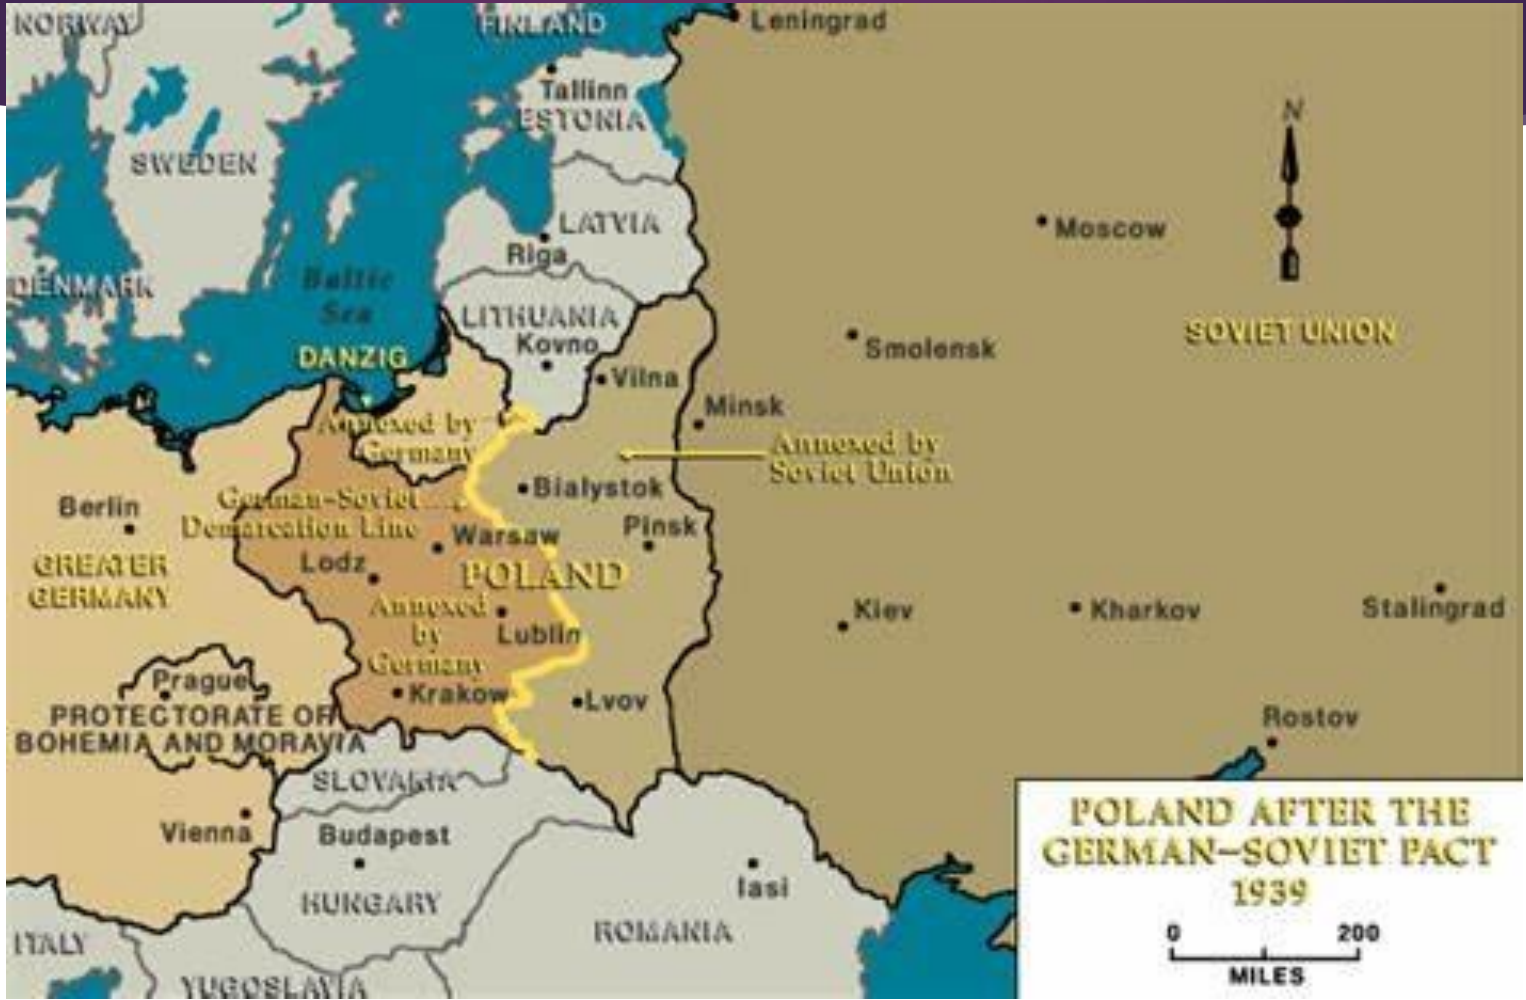 NORWAY
FINLAND
Leningrad
Tallinn
ESTONIA
N
SWEDEN
LATVIA
Riga
Moscow
DENMARK
Baltic
Sea
LITHUANIA
Kovno
SOVIET UNION
Smolensk
DANZIG
Vilna
Minsk
Annexed by
Germany
Annexed by
Soviet Union
Bialystok
German-Soviet
Demarcation Line
Berlin
Warsaw
Pinsk
Lodz
POLAND
GREATER
GERMANY
Annexed
by
Germany
Lublin
Kiev
Kharkov
Stalingrad
Prague
Krakow
Lvov
PROTECTORATE OF
BOHEMIA AND MORAVIA
Rostov
SLOVAKIA
Vienna
Budapest
HUNGARY
Iasi
ROMANIA
ITALY
YUGOSLAVIA
POLAND AFTER THE
GERMAN-SOVIET PACT
1939
0 200
MILES